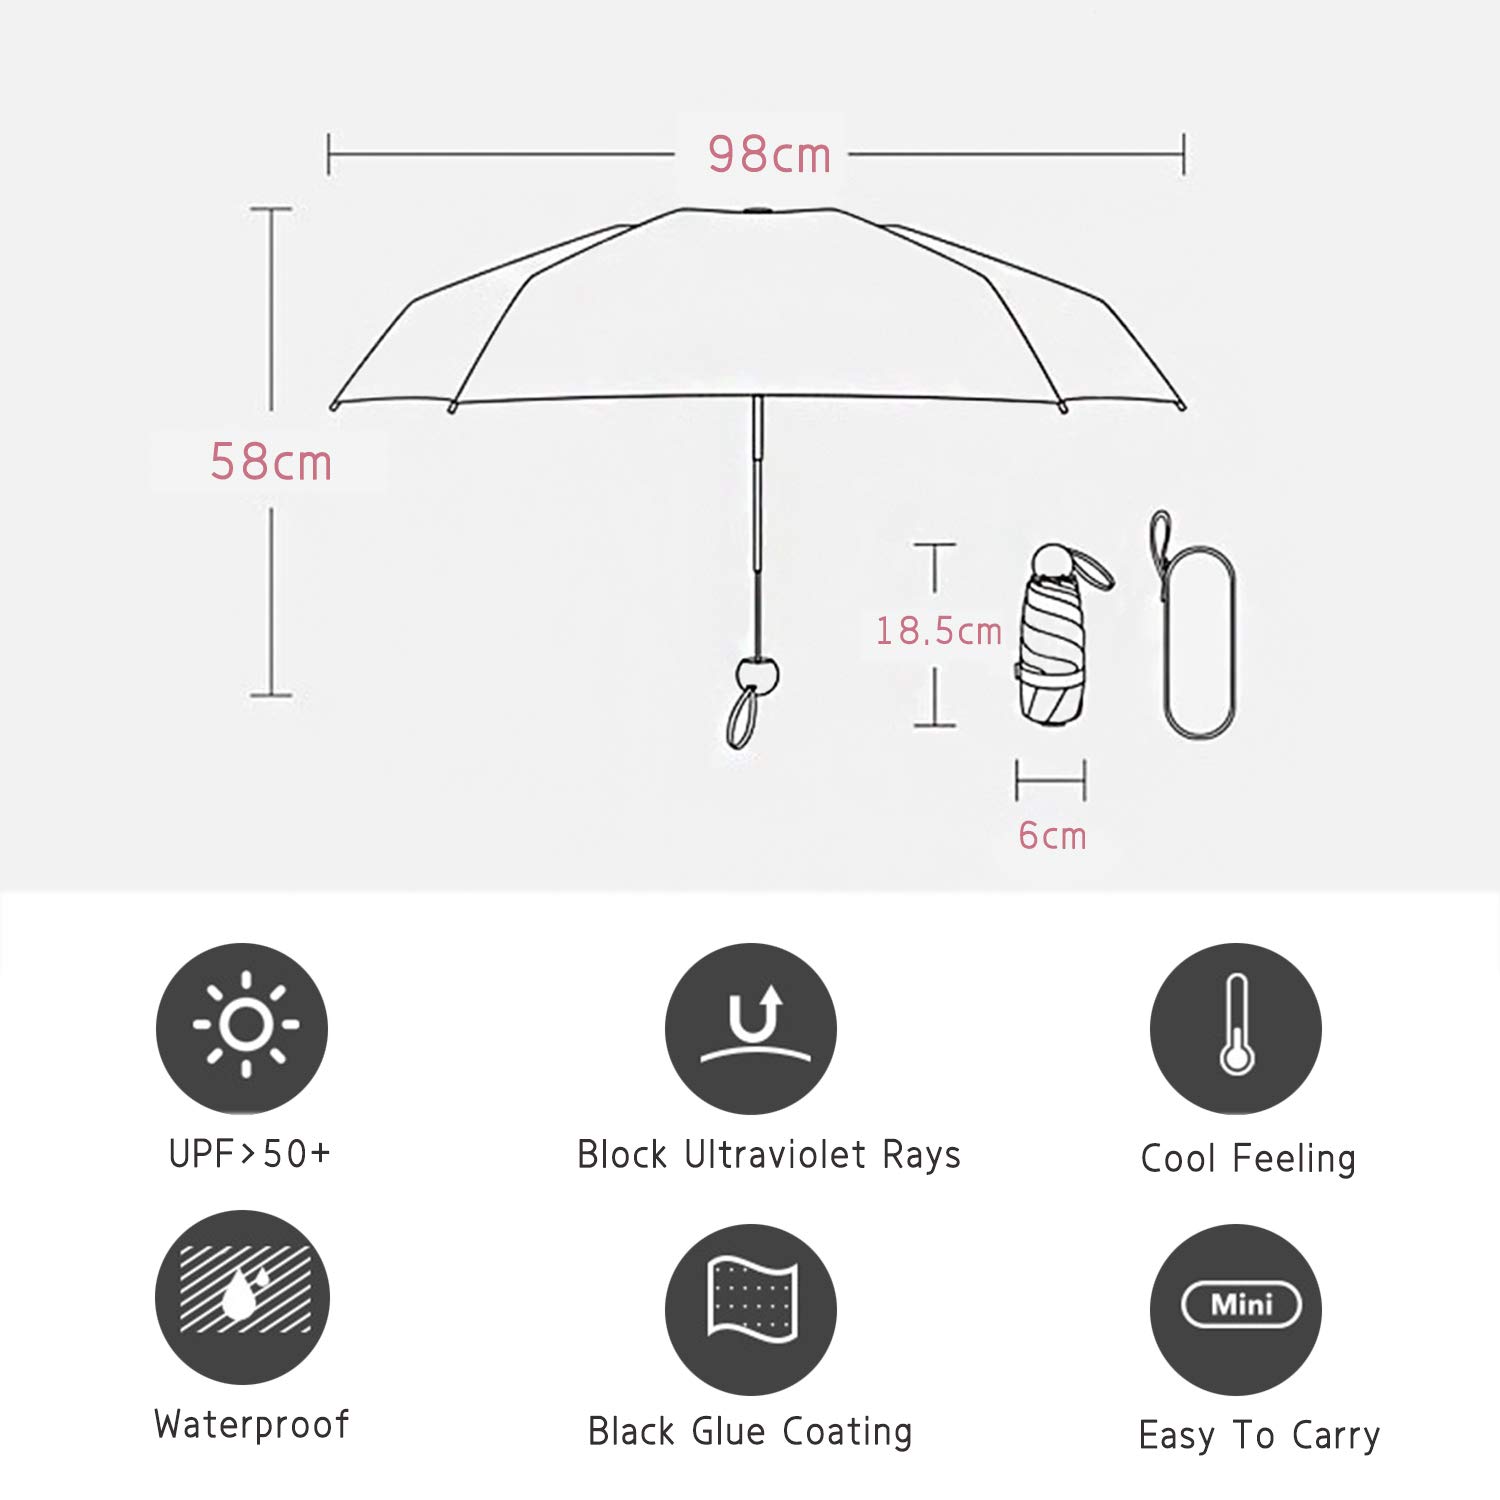 98cm
58cm
18.5cm
6cm
UPF>50+
Block Ultraviolet Rays
Cool Feeling
Mini
Waterproof
Black Glue Coating
Easy To Carry